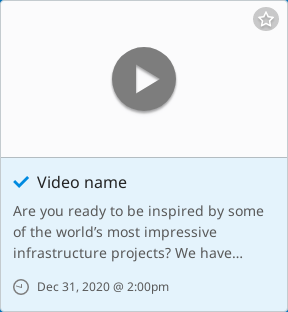 Video name
Are you ready to be inspired by some
of the world’s most impressive
infrastructure projects? We have...
Dec 31, 2020 @ 2:00pm